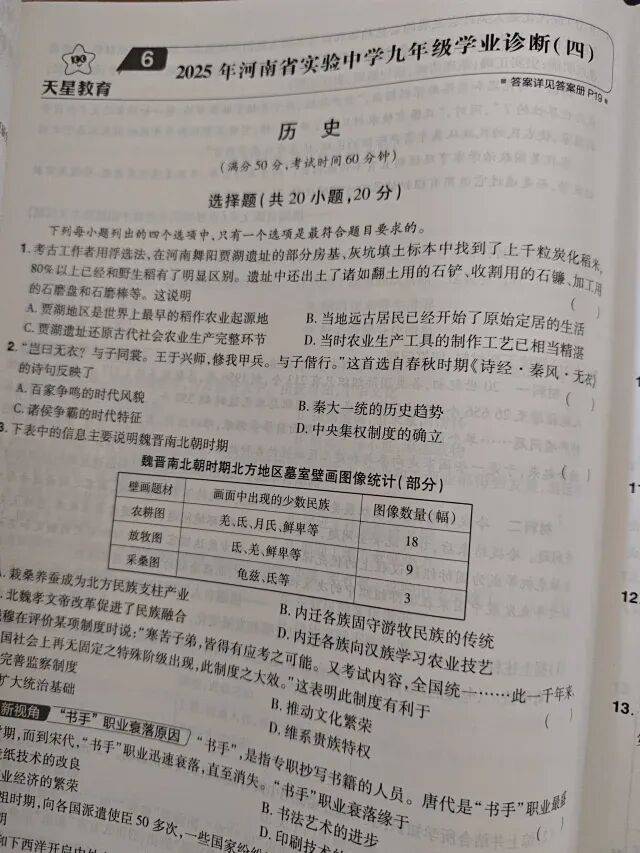 天星教育
6 2025年河南省实验中学九年级学业诊断(四)
答案详见答案册P19
历 史
(满分50分,考试时间60分钟)
选择题(共20小题,20分)
下列每小题列出的四个选项中,只有一个选项是最符合题目要求的。
1.考古工作者用浮选法,在河南舞阳贾湖遗址的部分房基、灰坑填土标本中找到了上千粒炭化稻米,
80%以上已经和野生稻有了明显区别。遗址中还出土了诸如翻土用的石铲、收割用的石镰、加工用
的石磨盘和石磨棒等。这说明 ( )
A.贾湖地区是世界上最早的稻作农业起源地 B.当地远古居民已经开始了原始定居的生活
C.贾湖遗址还原古代社会农业生产完整环节 D.当时农业生产工具的制作工艺已相当精湛
2.“岂曰无衣?与子同裳。王于兴师,修我甲兵。与子偕行。”这首选自春秋时期《诗经·秦风·无衣》
的诗句反映了 ( )
A.百家争鸣的时代风貌 B.秦大一统的历史趋势
C.诸侯争霸的时代特征 D.中央集权制度的确立
3.下表中的信息主要说明魏晋南北朝时期 ( )
魏晋南北朝时期北方地区墓室壁画图像统计(部分)
壁画题材 画面中出现的少数民族 图像数量(幅)
农耕图 羌、氐、月氏、鲜卑等 18
放牧图 氐、羌、鲜卑等 9
采桑图 龟兹、氐等 3
A.栽桑养蚕成为北方民族支柱产业 B.内迁各族固守游牧民族的传统
北魏孝文帝改革促进了民族融合 D.内迁各族向汉族学习农业技艺
穆在评价某项制度时说:“寒苦子弟,皆得有应考之可能。又考试内容,全国统一……此一千年来,
国社会上再无固定之特殊阶级出现,此制度之大效。”这表明此制度有利于 ( )
完善监察制度 B.推动文化繁荣
扩大统治基础 D.维系贵族特权
新视角 “书手”职业衰落原因 “书手”,是指专职抄写书籍的人员。唐代是“书手”职业最
时期,而到宋代,“书手”职业迅速衰落,直至消失。“书手”职业衰落缘于 ( )
纸技术的改良 B.书法艺术的进步
业经济的繁荣 D.印刷技术的
祖时期,向各国派遣使臣50多次,一些国家纷纷
和下西洋开启中
12
13.